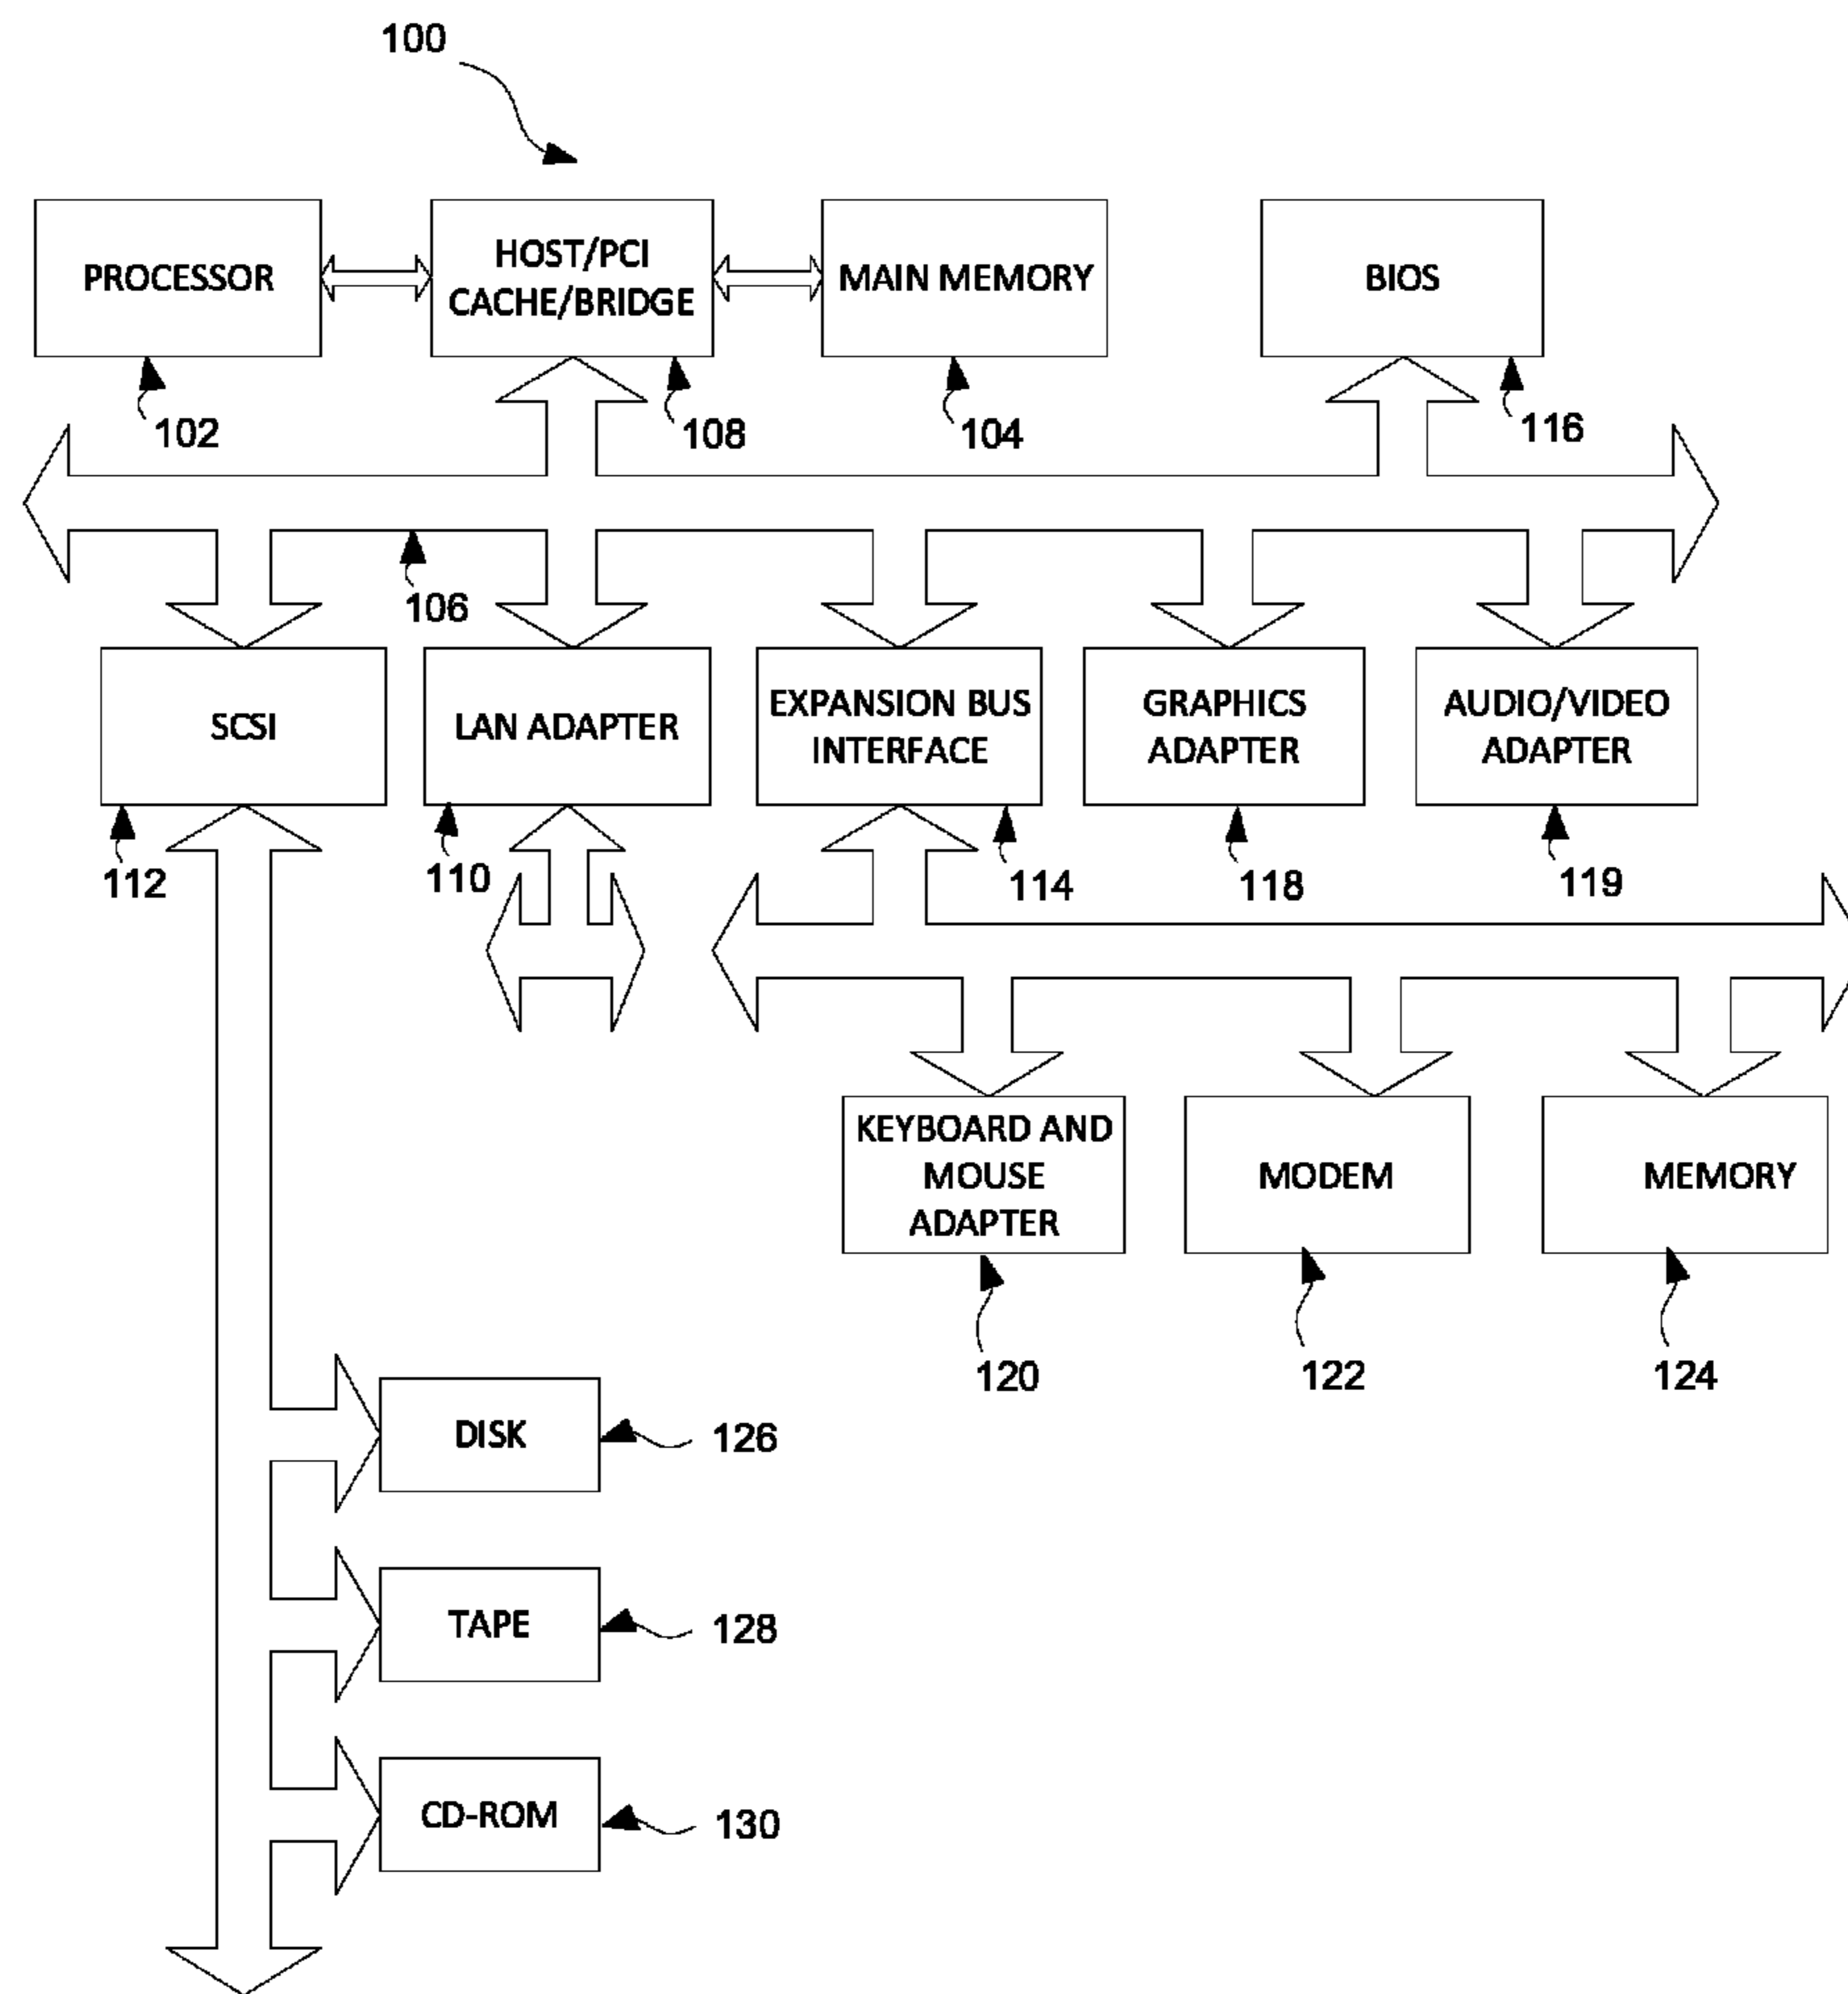 100
PROCESSOR
HOST/PCI
CACHE/BRIDGE
MAIN MEMORY
BIOS
102
108
104
116
106
SCSI
LAN ADAPTER
EXPANSION BUS
INTERFACE
GRAPHICS
ADAPTER
AUDIO/VIDEO
ADAPTER
112
110
114
118
119
KEYBOARD AND
MOUSE
ADAPTER
MODEM
MEMORY
120
122
124
DISK
126
TAPE
128
CD-ROM
130